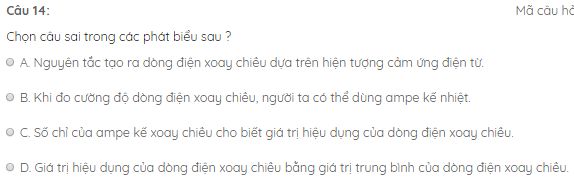 Câu 14:
Mã câu hỏ
Chọn câu sai trong các phát biểu sau ?
A. Nguyên tắc tạo ra dòng điện xoay chiều dựa trên hiện tượng cảm ứng điện từ.
B. Khi đo cường độ dòng điện xoay chiều, người ta có thể dùng ampe kế nhiệt.
C. Số chỉ của ampe kế xoay chiều cho biết giá trị hiệu dụng của dòng điện xoay chiều.
D. Giá trị hiệu dụng của dòng điện xoay chiều bằng giá trị trung bình của dòng điện xoay chiều.